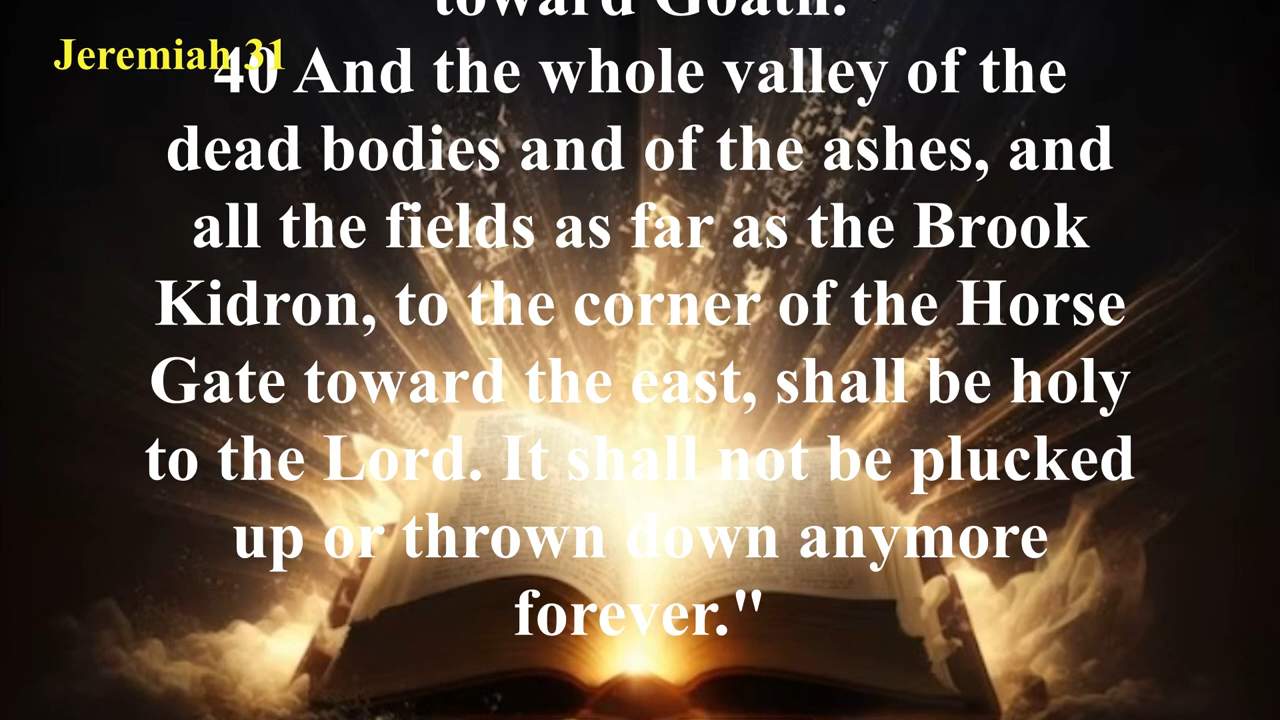 toward Goath.
Jeremiah 31
40 And the whole valley of the
dead bodies and of the ashes, and
all the fields as far as the Brook
Kidron, to the corner of the Horse
Gate toward the east, shall be holy
to the Lord. It shall not be plucked
up or thrown down anymore
forever."